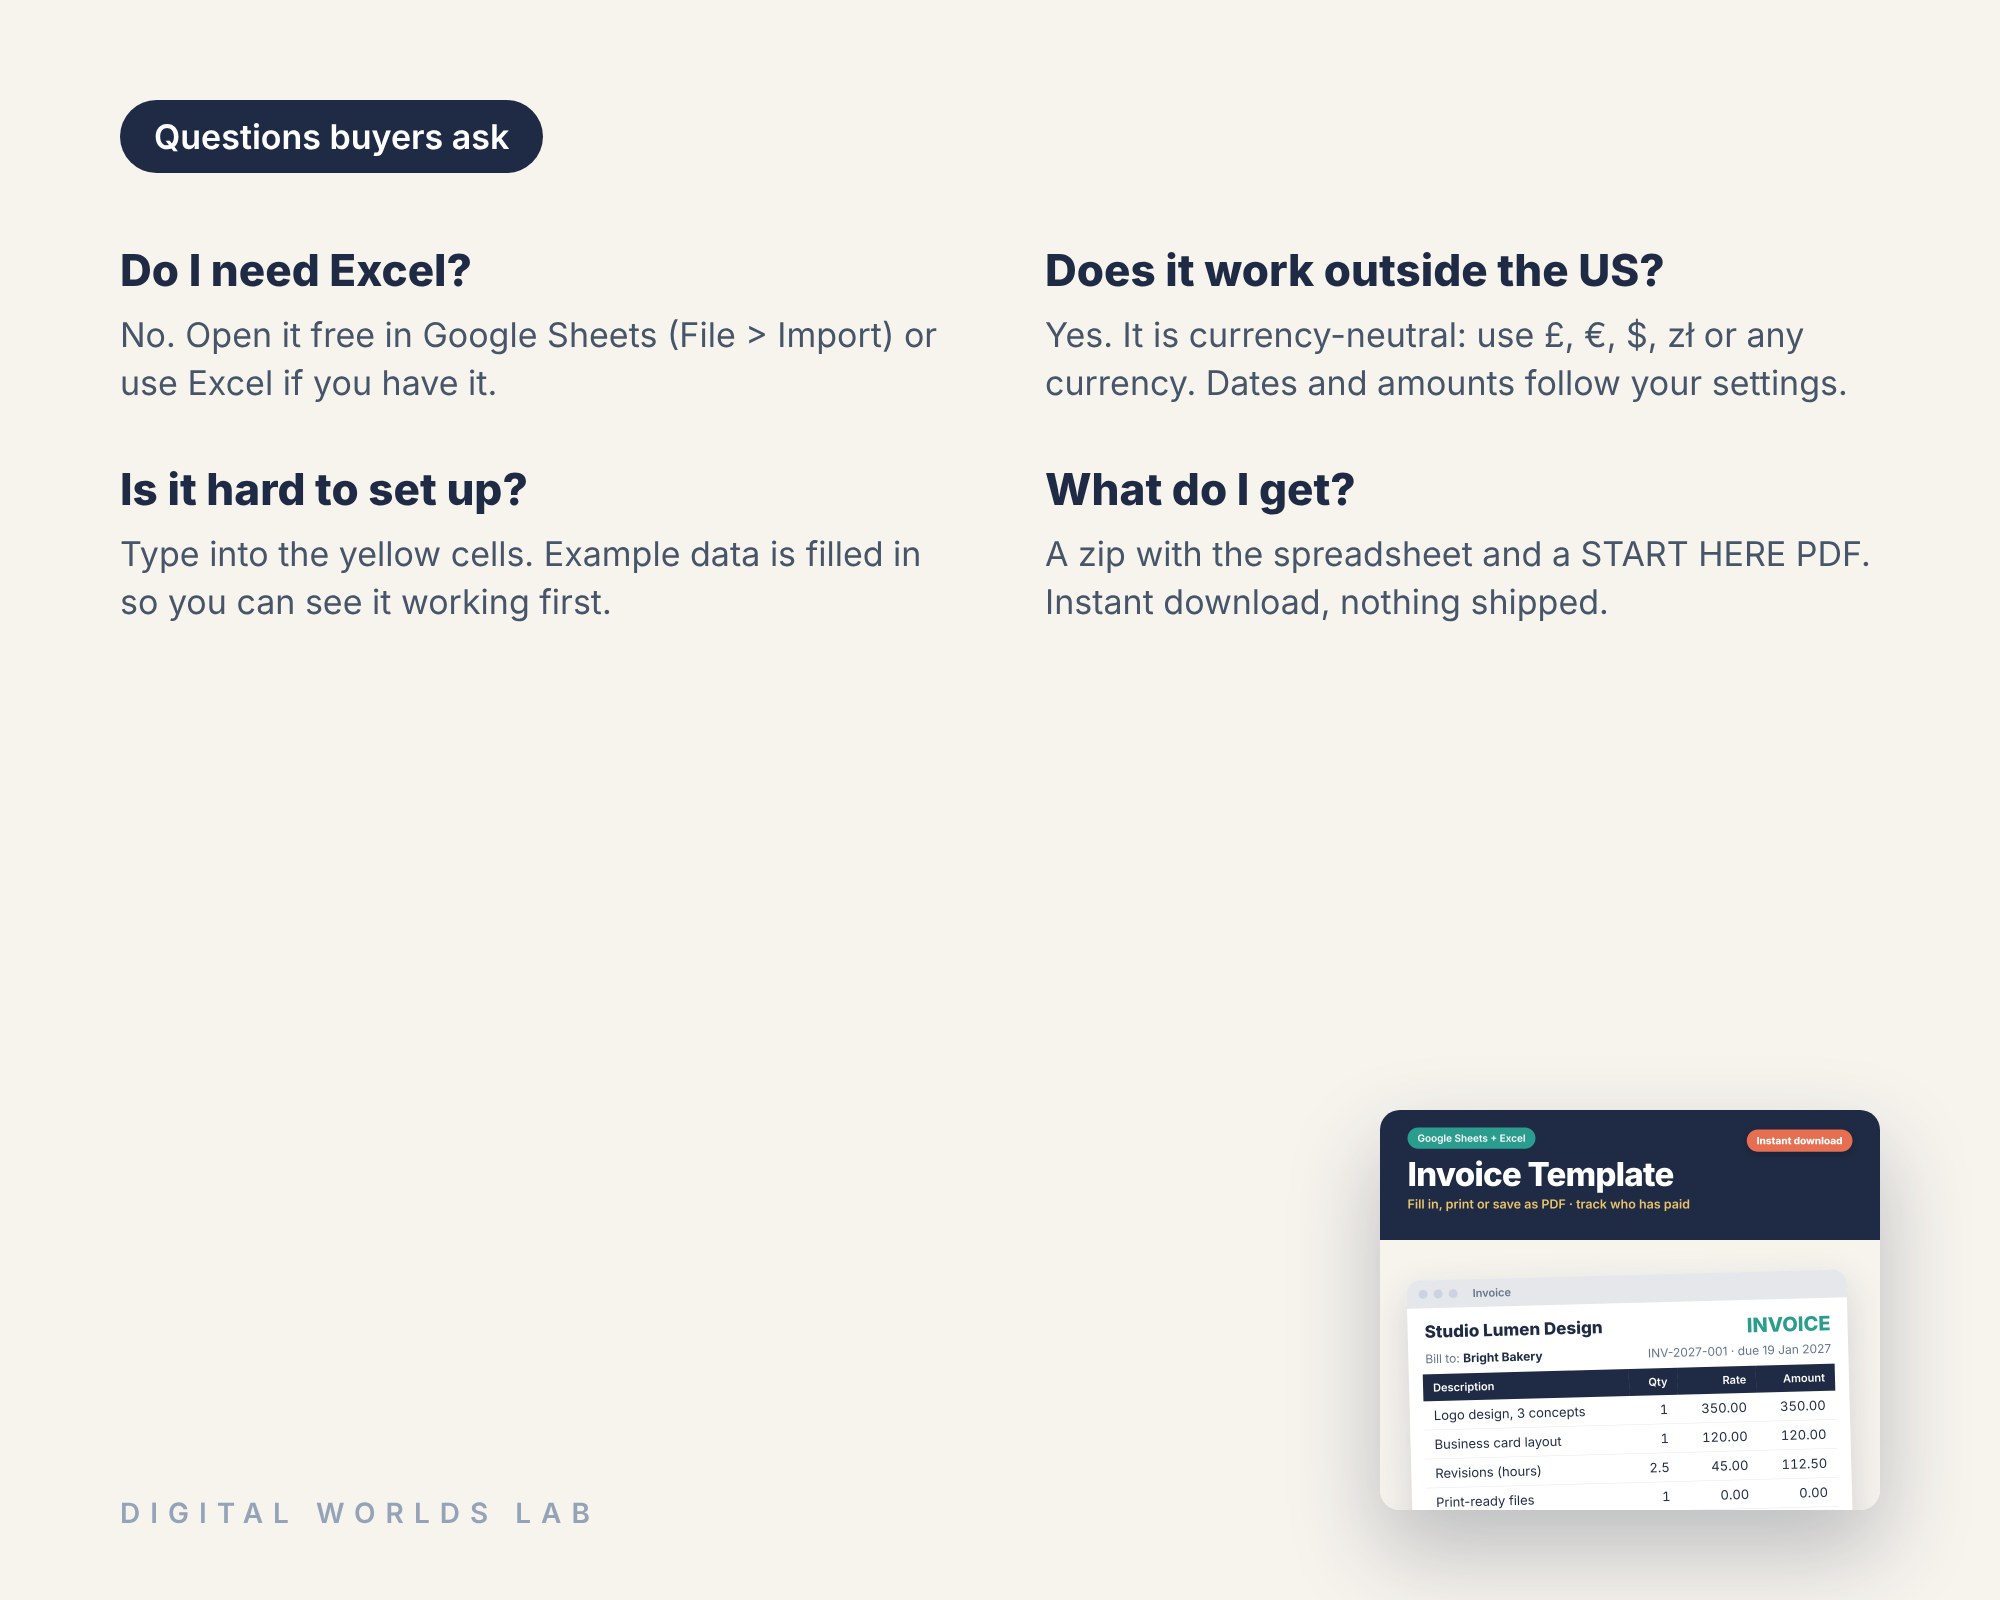 Questions buyers ask
Do I need Excel?
No. Open it free in Google Sheets (File > Import) or
use Excel if you have it.
Does it work outside the US?
Yes. It is currency-neutral: use £, €, $, zł or any
currency. Dates and amounts follow your settings.
Is it hard to set up?
Type into the yellow cells. Example data is filled in
so you can see it working first.
What do I get?
A zip with the spreadsheet and a START HERE PDF.
Instant download, nothing shipped.
Google Sheets + Excel
Instant download
Invoice Template
Fill in, print or save as PDF · track who has paid
Invoice
Studio Lumen Design
INVOICE
Bill to: Bright Bakery
INV-2027-001 · due 19 Jan 2027
Description Qty Rate Amount
Logo design, 3 concepts 1 350.00 350.00
Business card layout 1 120.00 120.00
Revisions (hours) 2.5 45.00 112.50
Print-ready files 1 0.00 0.00
DIGITAL WORLDS LAB